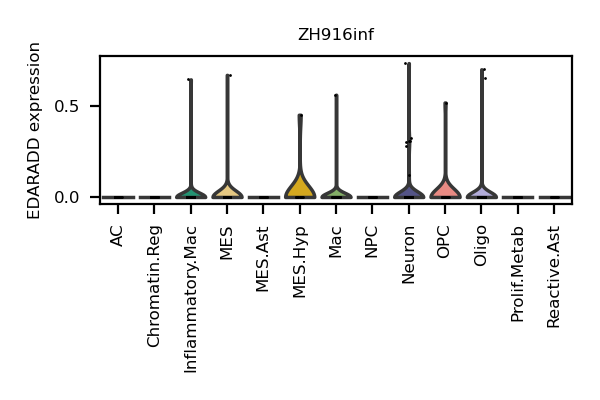 ZH916inf
EDARADD expression
0.5
0.0
AC
Chromatin.Reg
Inflammatory.Mac
MES
MES.Ast
MES.Hyp
Mac
NPC
Neuron
OPC
Oligo
Prolif.Metab
Reactive.Ast